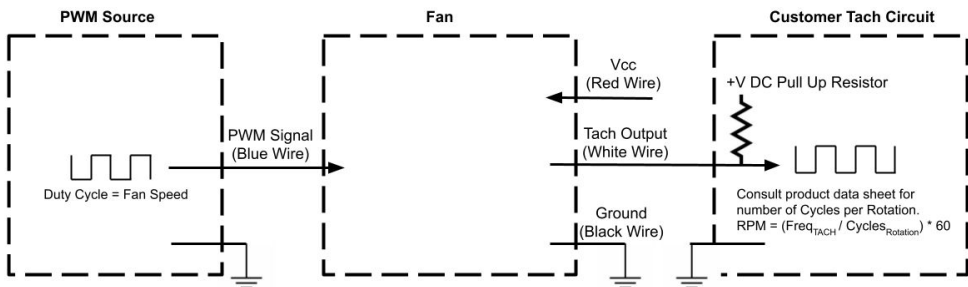 PWM Source
Fan
Customer Tach Circuit
Vcc
(Red Wire)
+V DC Pull Up Resistor
PWM Signal
(Blue Wire)
Tach Output
(White Wire)
Duty Cycle = Fan Speed
Consult product data sheet for
number of Cycles per Rotation.
RPM = (FreqTACH / CyclesRotation) * 60
Ground
(Black Wire)